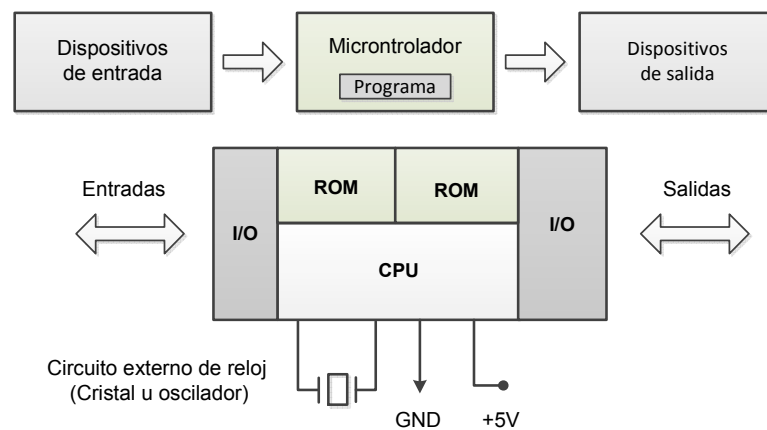 Dispositivos
de entrada
Microntrolador
Programa
Dispositivos
de salida
Entradas
I/O
ROM
ROM
I/O
Salidas
CPU
Circuito externo de reloj
(Cristal u oscilador)
GND
+5V